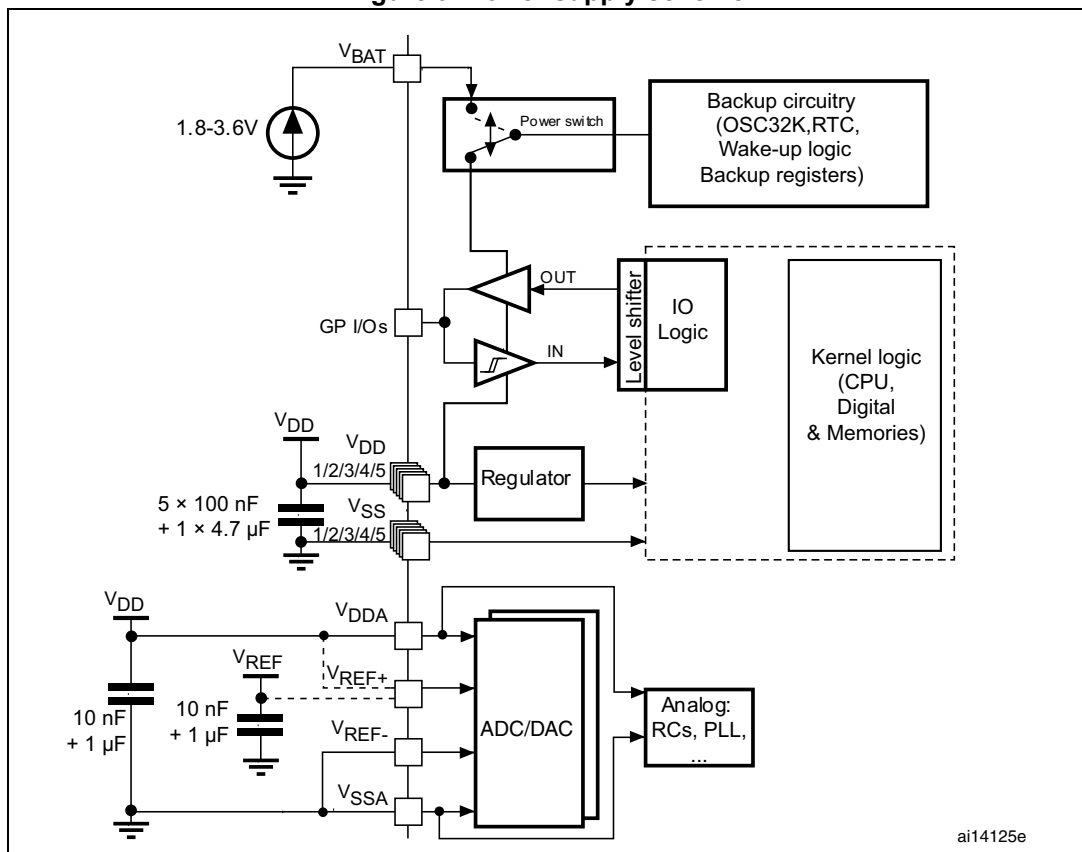 VBAT
1.8-3.6V
Power switch
Backup circuitry
(OSC32K,RTC,
Wake-up logic
Backup registers)
OUT
GP I/Os
IN
Level shifter
IO
Logic
Kernel logic
(CPU,
Digital
& Memories)
VDD
VDD
1/2/3/4/5
Regulator
5 × 100 nF
+ 1 × 4.7 µF
VSS
1/2/3/4/5
VDD
VDDA
VREF
VREF+
10 nF
+ 1 µF
10 nF
+ 1 µF
VREF-
ADC/DAC
Analog:
RCs, PLL,
...
VSSA
ai14125e